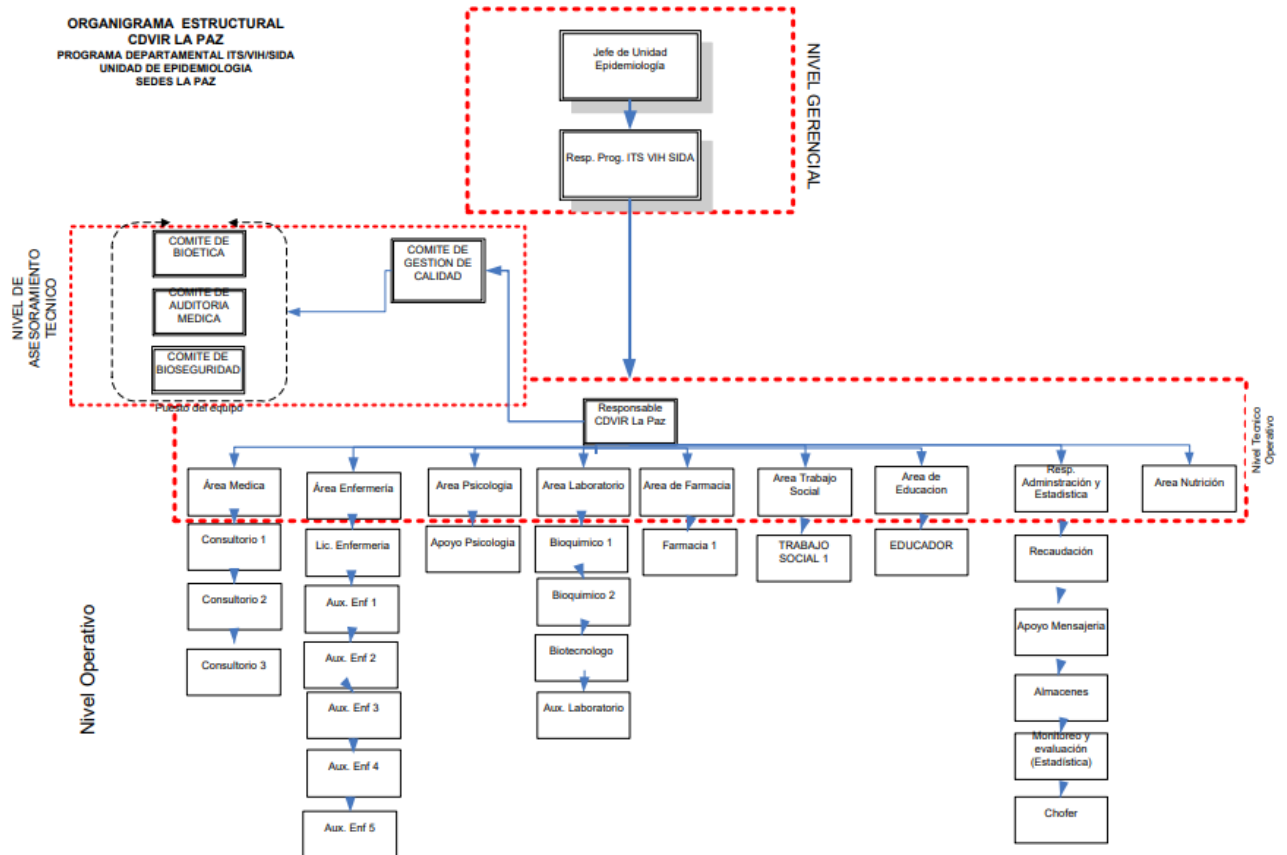 ORGANIGRAMA ESTRUCTURAL
CDVIR LA PAZ
PROGRAMA DEPARTAMENTAL ITS/VIH/SIDA
UNIDAD DE EPIDEMIOLOGIA
SEDES LA PAZ
Jefe de Unidad
Epidemiología
Resp. Prog. ITS VIH SIDA
NIVEL GERENCIAL
NIVEL DE
ASESORAMIENTO
TECNICO
COMITE DE
BIOETICA
COMITE DE
AUDITORIA
MEDICA
COMITE DE
BIOSEGURIDAD
Puesto del equipo
COMITE DE
GESTION DE
CALIDAD
Responsable
CDVIR La Paz
Nivel Tecnico
Operativo
Área Medica
Área Enfermería
Area Psicologia
Area Laboratorio
Area de Farmacia
Area Trabajo
Social
Area de
Educacion
Resp.
Adminstración y
Estadística
Area Nutrición
Nivel Operativo
Consultorio 1
Consultorio 2
Consultorio 3
Lic. Enfermeria
Aux. Enf 1
Aux. Enf 2
Aux. Enf 3
Aux. Enf 4
Aux. Enf 5
Apoyo Psicologia
Bioquimico 1
Bioquimico 2
Biotecnologo
Aux. Laboratorio
Farmacia 1
TRABAJO
SOCIAL 1
EDUCADOR
Recaudación
Apoyo Mensajeria
Almacenes
Monitoreo y
evaluación
(Estadística)
Chofer